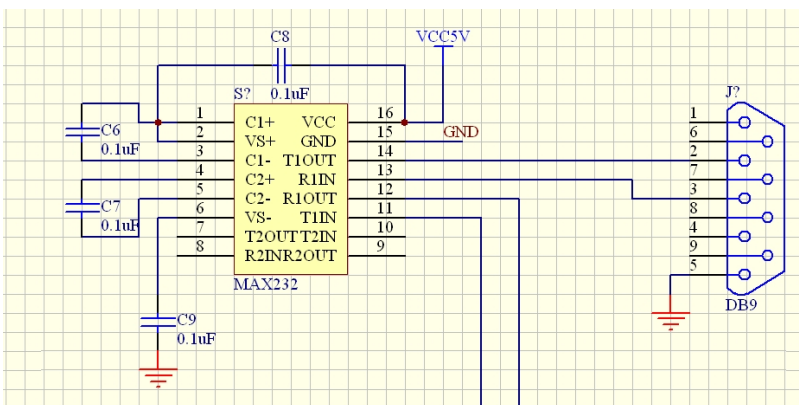 C8
VCC5V
0.1uF
S?
J?
C6
0.1uF
C7
0.1uF
1
2
3
4
5
6
7
8
C1+ VCC
VS+ GND
C1- T1OUT
C2+ R1IN
C2- R1OUT
VS- T1IN
T2OUT T2IN
R2IN R2OUT
16
15
14
13
12
11
10
9
GND
MAX232
1
6
2
7
3
8
4
9
5
DB9
C9
0.1uF